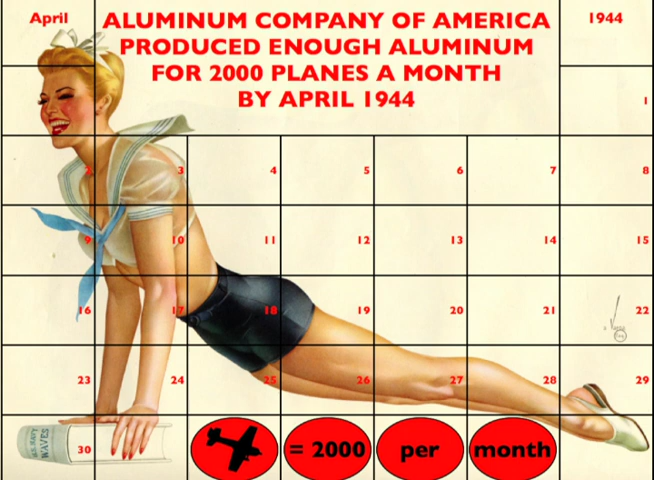 April
ALUMINUM COMPANY OF AMERICA
PRODUCED ENOUGH ALUMINUM
FOR 2000 PLANES A MONTH
BY APRIL 1944
1944
1
2 3 4 5 6 7 8
9 10 11 12 13 14 15
16 17 18 19 20 21 22
23 24 25 26 27 28 29
30
U.S. NAVY
WAVES
= 2000 per month